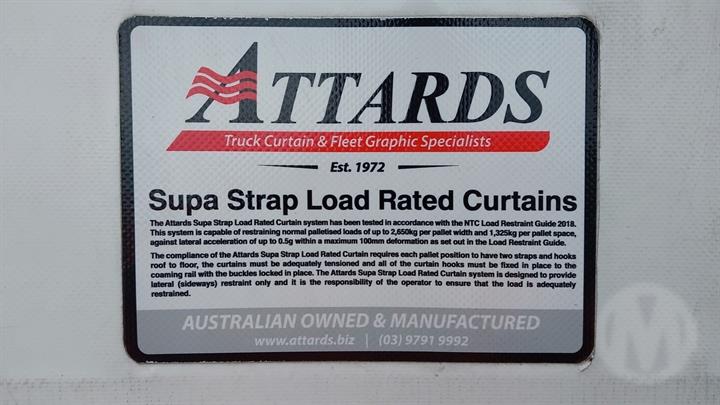 ATTARDS
Truck Curtain & Fleet Graphic Specialists
Est. 1972
Supa Strap Load Rated Curtains
The Attards Supa Strap Load Rated Curtain system has been tested in accordance with the NTC Load Restraint Guide 2018.
This system is capable of restraining normal palletised loads of up to 2,650kg per pallet width and 1,325kg per pallet space,
against lateral acceleration of up to 0.5g within a maximum 100mm deformation as set out in the Load Restraint Guide.
The compliance of the Attards Supa Strap Load Rated Curtain requires each pallet position to have two straps and hooks
roof to floor, the curtains must be adequately tensioned and all of the curtain hooks must be fixed in place to the
coaming rail with the buckles locked in place. The Attards Supa Strap Load Rated Curtain system is designed to provide
lateral (sideways) restraint only and it is the responsibility of the operator to ensure that the load is adequately
restrained.
AUSTRALIAN OWNED & MANUFACTURED
www.attards.biz | (03) 9791 9992
M